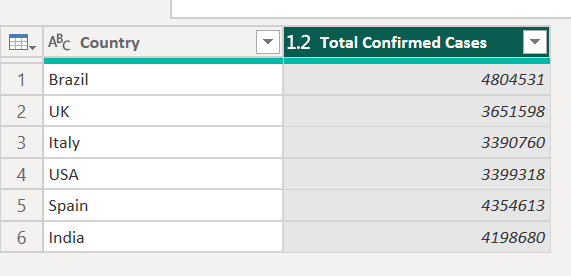 ABC Country 1.2 Total Confirmed Cases
1 Brazil 4804531
2 UK 3651598
3 Italy 3390760
4 USA 3399318
5 Spain 4354613
6 India 4198680